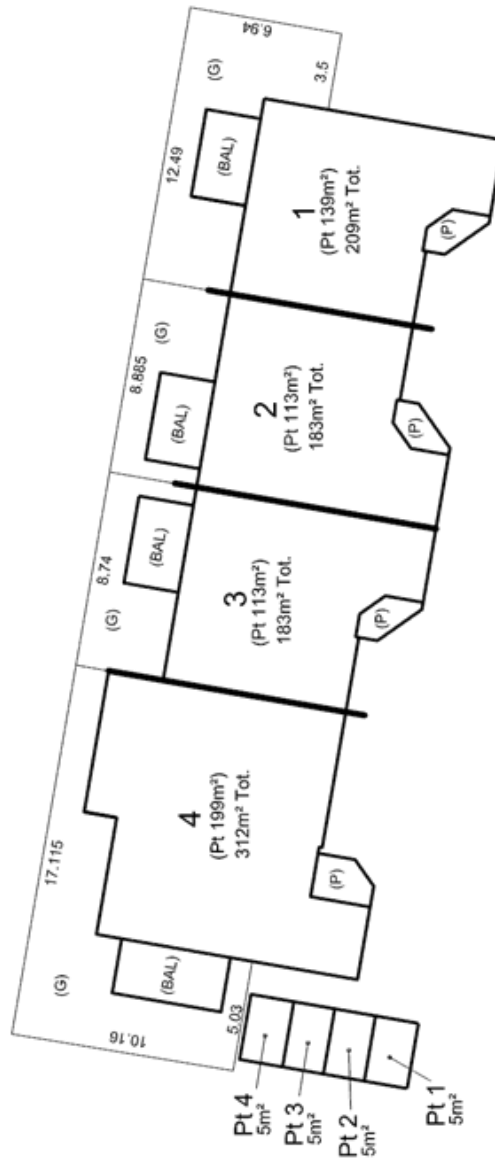 6.94
(G)
3.5
12.49
(BAL)
1
(Pt 139m²)
209m² Tot.
(P)
(G)
8.885
(BAL)
2
(Pt 113m²)
183m² Tot.
(P)
8.74
(BAL)
(G)
3
(Pt 113m²)
183m² Tot.
(P)
4
(Pt 199m²)
312m² Tot.
(P)
17.115
(G)
(BAL)
10.16
5.03
Pt 4
5m²
Pt 3
5m²
Pt 2
5m²
Pt 1
5m²